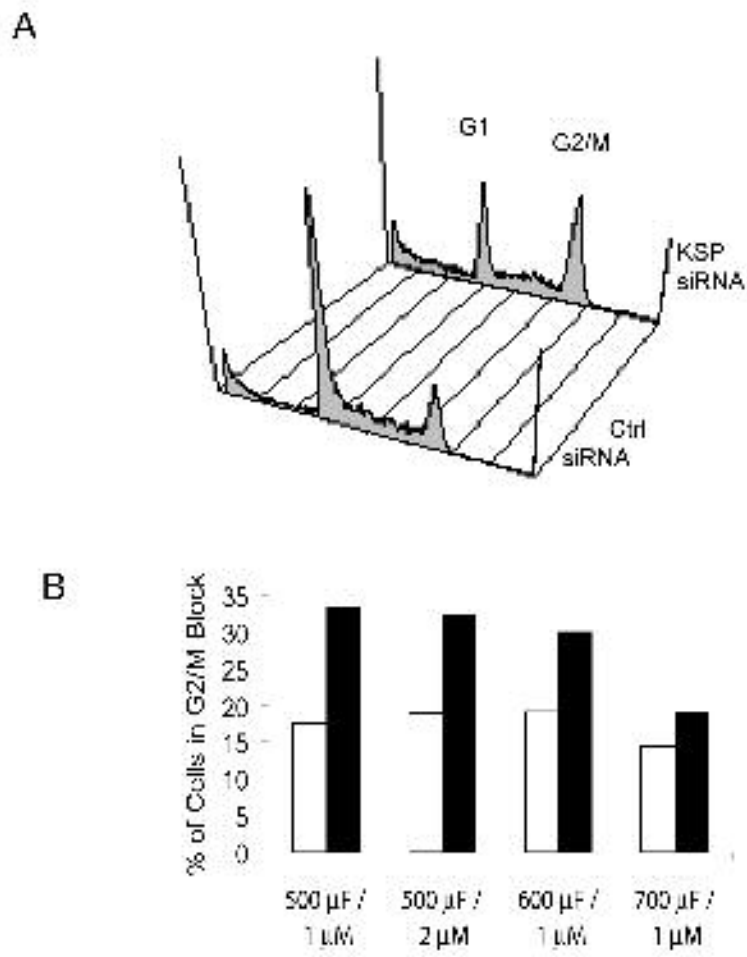 A
G1
G2/M
KSP
siRNA
Ctrl
siRNA
B
% of Cells in G2/M Block
35
30
25
20
15
10
5
0
500 µF /
1 µM
500 µF /
2 µM
600 µF /
1 µM
700 µF /
1 µM